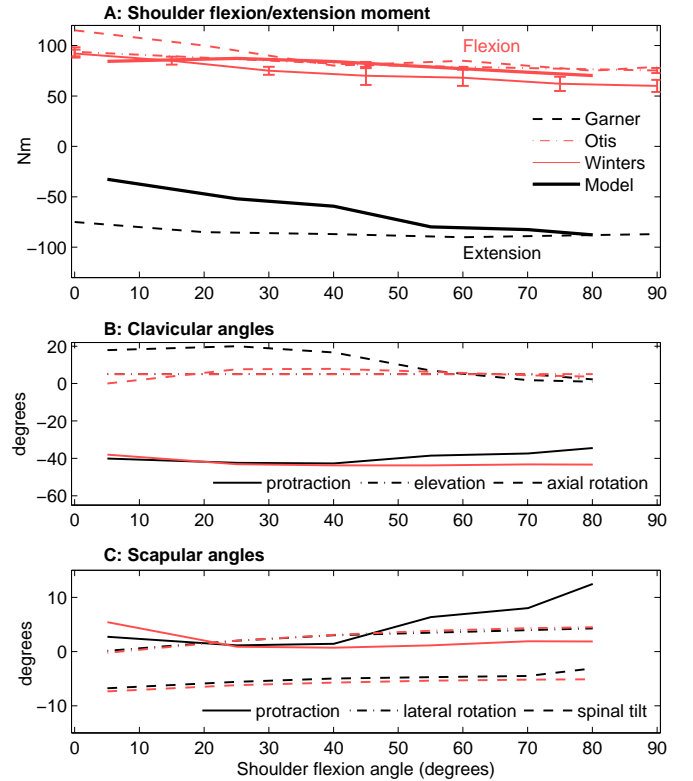 A: Shoulder flexion/extension moment
Flexion
100
50
0
−50
−100
Nm
Garner
Otis
Winters
Model
Extension
0 10 20 30 40 50 60 70 80 90
B: Clavicular angles
20
0
−20
−40
−60
degrees
protraction elevation axial rotation
0 10 20 30 40 50 60 70 80 90
C: Scapular angles
10
0
−10
degrees
protraction lateral rotation spinal tilt
0 10 20 30 40 50 60 70 80 90
Shoulder flexion angle (degrees)